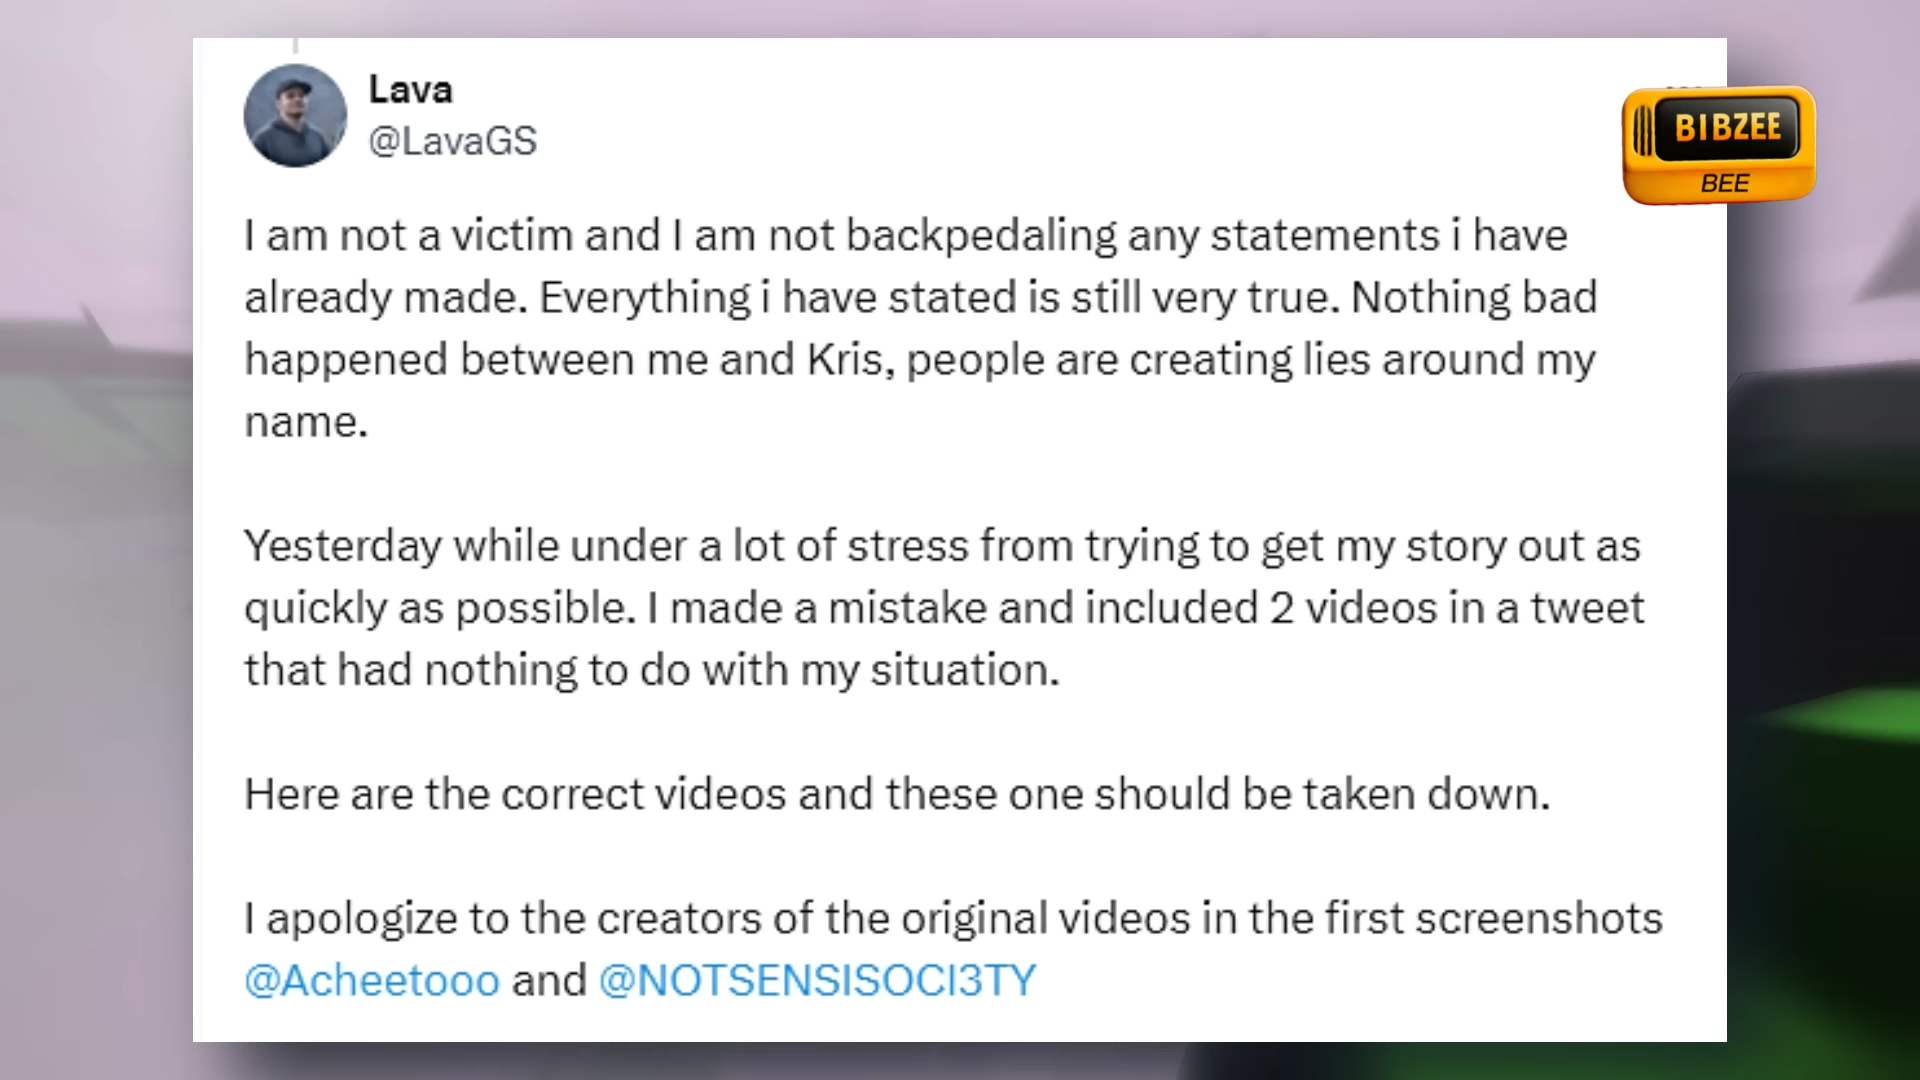 Lava
@LavaGS
BIBZEE
BEE
I am not a victim and I am not backpedaling any statements i have
already made. Everything i have stated is still very true. Nothing bad
happened between me and Kris, people are creating lies around my
name.
Yesterday while under a lot of stress from trying to get my story out as
quickly as possible. I made a mistake and included 2 videos in a tweet
that had nothing to do with my situation.
Here are the correct videos and these one should be taken down.
I apologize to the creators of the original videos in the first screenshots
@Acheetooo and @NOTSENSISOCI3TY